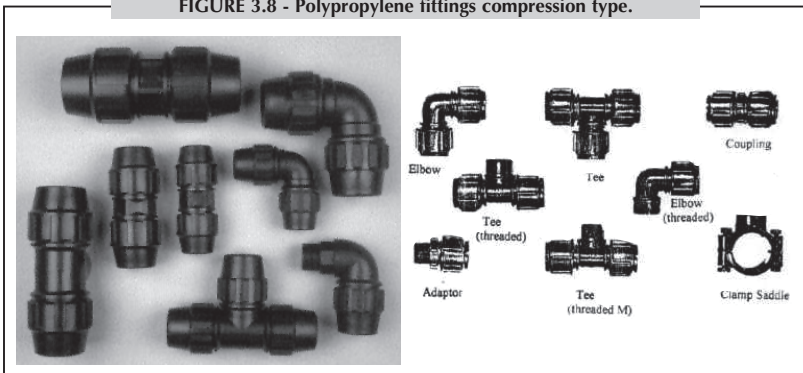 FIGURE 3.8 - Polypropylene fittings compression type.
Elbow
Tee
Coupling
Tee
(threaded)
Elbow
(threaded)
Adaptor
Tee
(threaded M)
Clamp Saddle